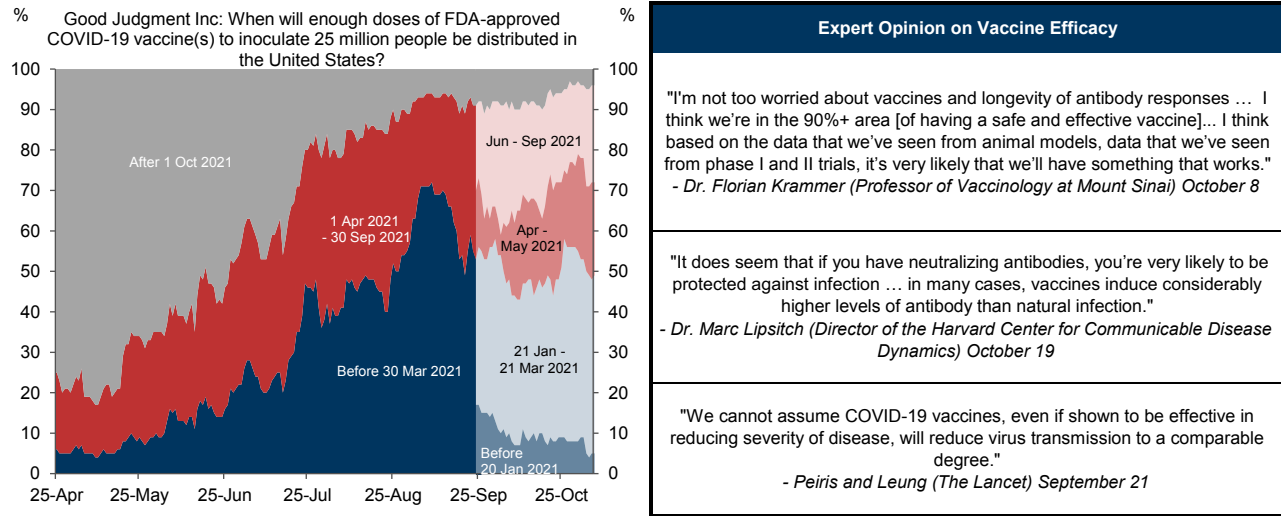 %
Good Judgment Inc: When will enough doses of FDA-approved
COVID-19 vaccine(s) to inoculate 25 million people be distributed in
the United States?
%
100
90
80
70
60
50
40
30
20
10
0
After 1 Oct 2021
1 Apr 2021
- 30 Sep 2021
Before 30 Mar 2021
Jun - Sep 2021
Apr -
May 2021
21 Jan -
21 Mar 2021
Before
20 Jan 2021
100
90
80
70
60
50
40
30
20
10
0
25-Apr 25-May 25-Jun 25-Jul 25-Aug 25-Sep 25-Oct
Expert Opinion on Vaccine Efficacy
"I'm not too worried about vaccines and longevity of antibody responses … I
think we're in the 90%+ area [of having a safe and effective vaccine]... I think
based on the data that we've seen from animal models, data that we've seen
from phase I and II trials, it's very likely that we'll have something that works."
- Dr. Florian Krammer (Professor of Vaccinology at Mount Sinai) October 8
"It does seem that if you have neutralizing antibodies, you're very likely to be
protected against infection … in many cases, vaccines induce considerably
higher levels of antibody than natural infection."
- Dr. Marc Lipsitch (Director of the Harvard Center for Communicable Disease
Dynamics) October 19
"We cannot assume COVID-19 vaccines, even if shown to be effective in
reducing severity of disease, will reduce virus transmission to a comparable
degree."
- Peiris and Leung (The Lancet) September 21